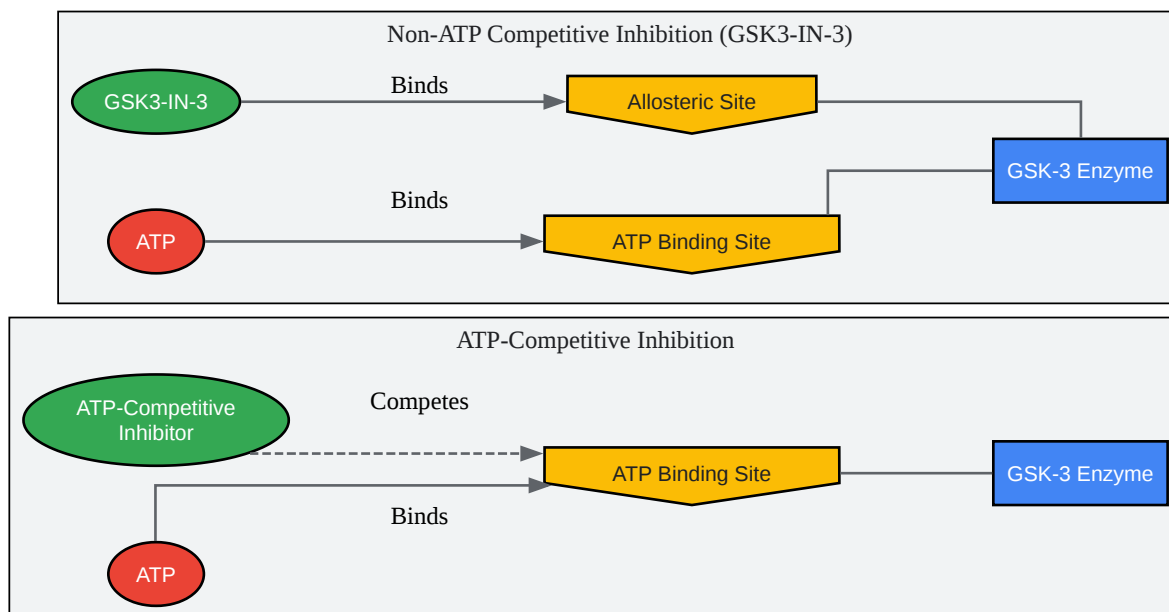 Non-ATP Competitive Inhibition (GSK3-IN-3)
GSK3-IN-3
Binds
Allosteric Site
GSK-3 Enzyme
Binds
ATP
ATP Binding Site
ATP-Competitive Inhibition
ATP-Competitive
Inhibitor
Competes
ATP Binding Site
GSK-3 Enzyme
Binds
ATP